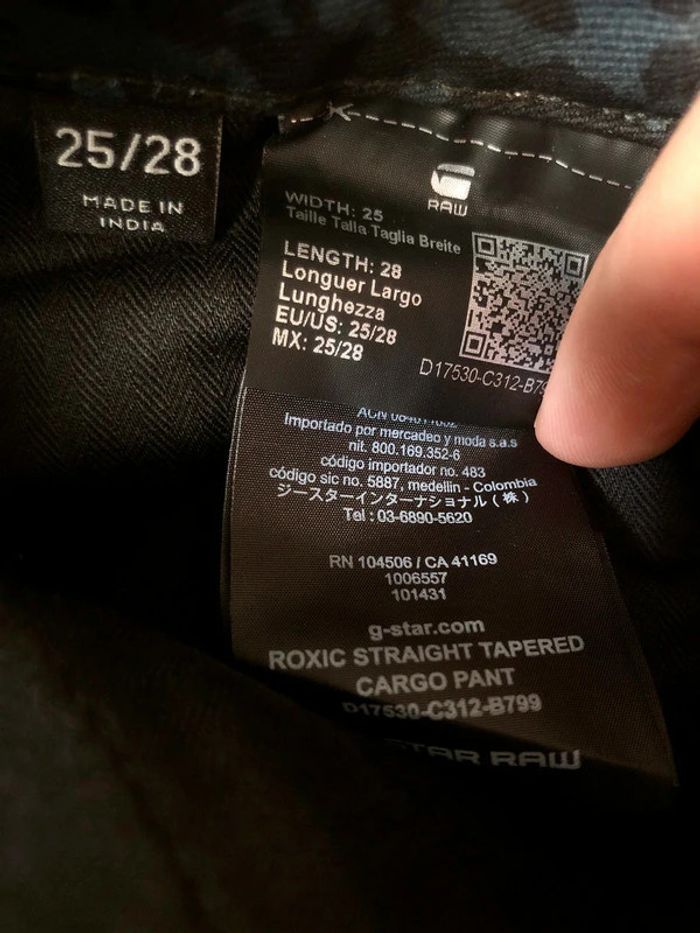 25/28
MADE IN
INDIA
RAW
WIDTH: 25
Taille Talla Taglia Breite
LENGTH: 28
Longuer Largo
Lunghezza
EU/US: 25/28
MX: 25/28
D17530-C312-B79
Importado por mercadeo y moda s.a.s
nit. 800.169.352-6
código importador no. 483
código sic no. 5887, medellin - Colombia
ジースターインターナショナル(株)
Tel : 03-6890-5620
RN 104506 / CA 41169
1006557
101431
g-star.com
ROXIC STRAIGHT TAPERED
CARGO PANT
D17530-C312-B799
STAR RAW